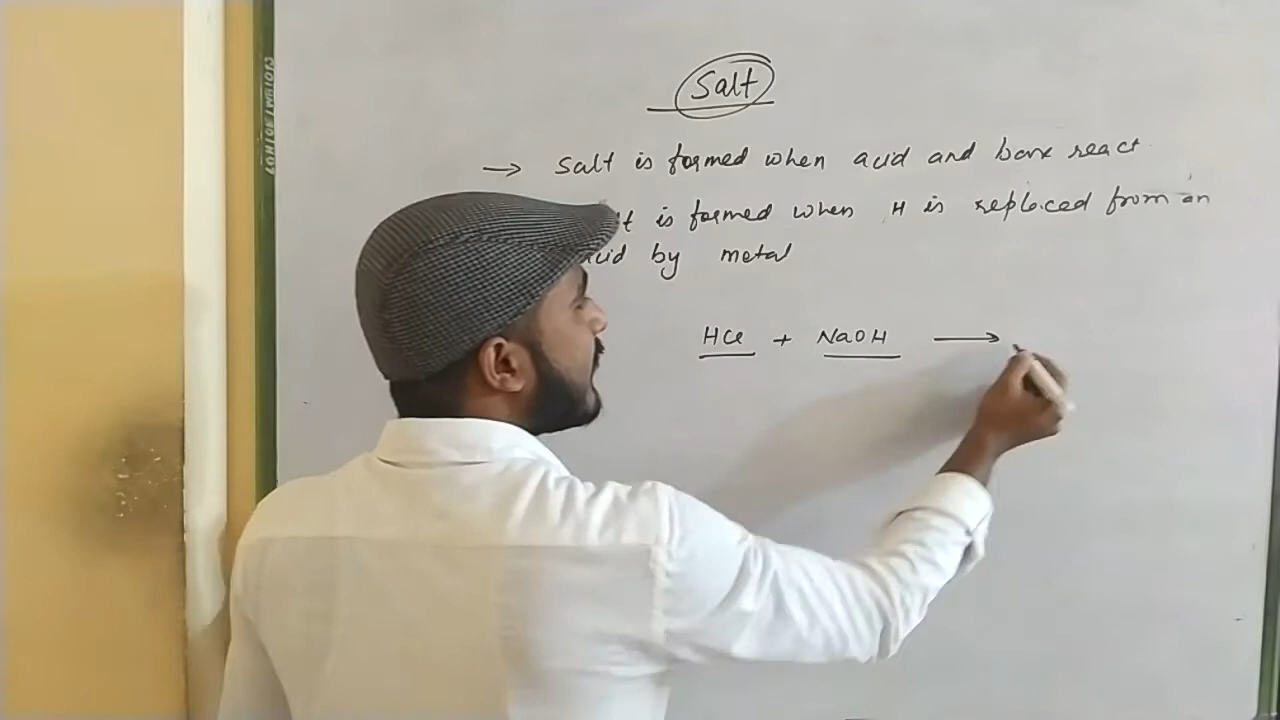 Salt
→ Salt is formed when acid and base react
t is formed when H is replaced from an
acid by metal
HCl + NaOH →